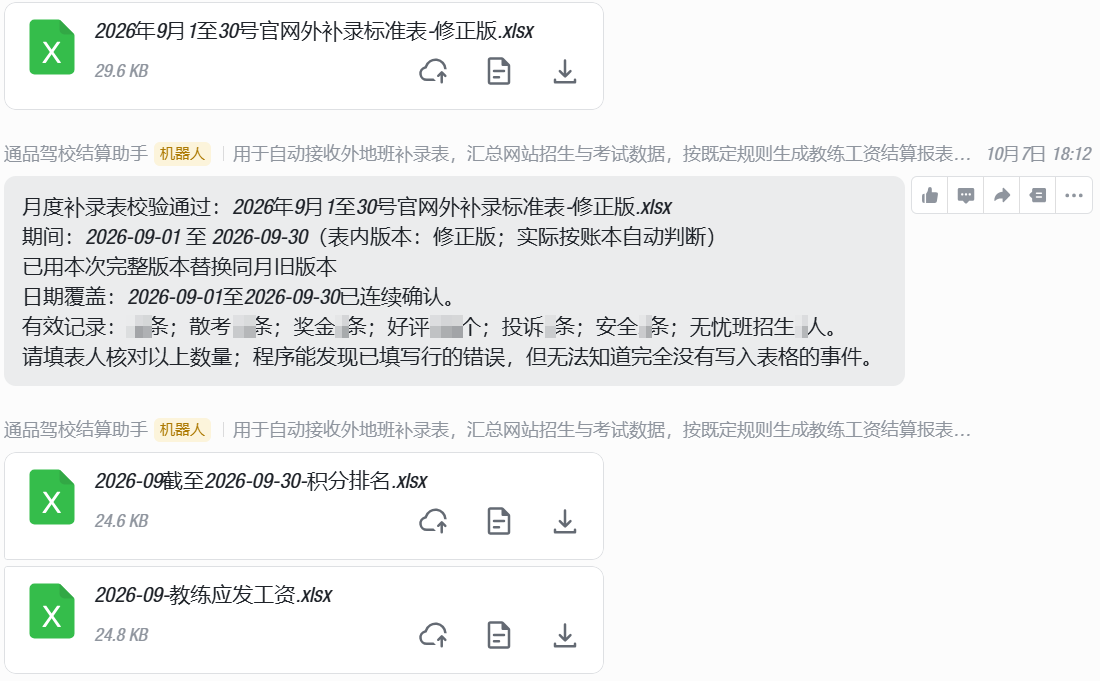 2026年9月1至30号官网外补录标准表-修正版.xlsx
29.6 KB
通品驾校结算助手 机器人 用于自动接收外地班补录表，汇总网站招生与考试数据，按既定规则生成教练工资结算报表... 10月7日 18:12
月度补录表校验通过：2026年9月1至30号官网外补录标准表-修正版.xlsx
期间：2026-09-01 至 2026-09-30（表内版本：修正版；实际按账本自动判断）
已用本次完整版本替换同月旧版本
日期覆盖：2026-09-01至2026-09-30已连续确认。
有效记录： 条；散考 条；奖金 条；好评 个；投诉 条；安全 条；无忧班招生 人。
请填表人核对以上数量；程序能发现已填写行的错误，但无法知道完全没有写入表格的事件。
通品驾校结算助手 机器人 用于自动接收外地班补录表，汇总网站招生与考试数据，按既定规则生成教练工资结算报表...
2026-09截至2026-09-30-积分排名.xlsx
24.6 KB
2026-09-教练应发工资.xlsx
24.8 KB